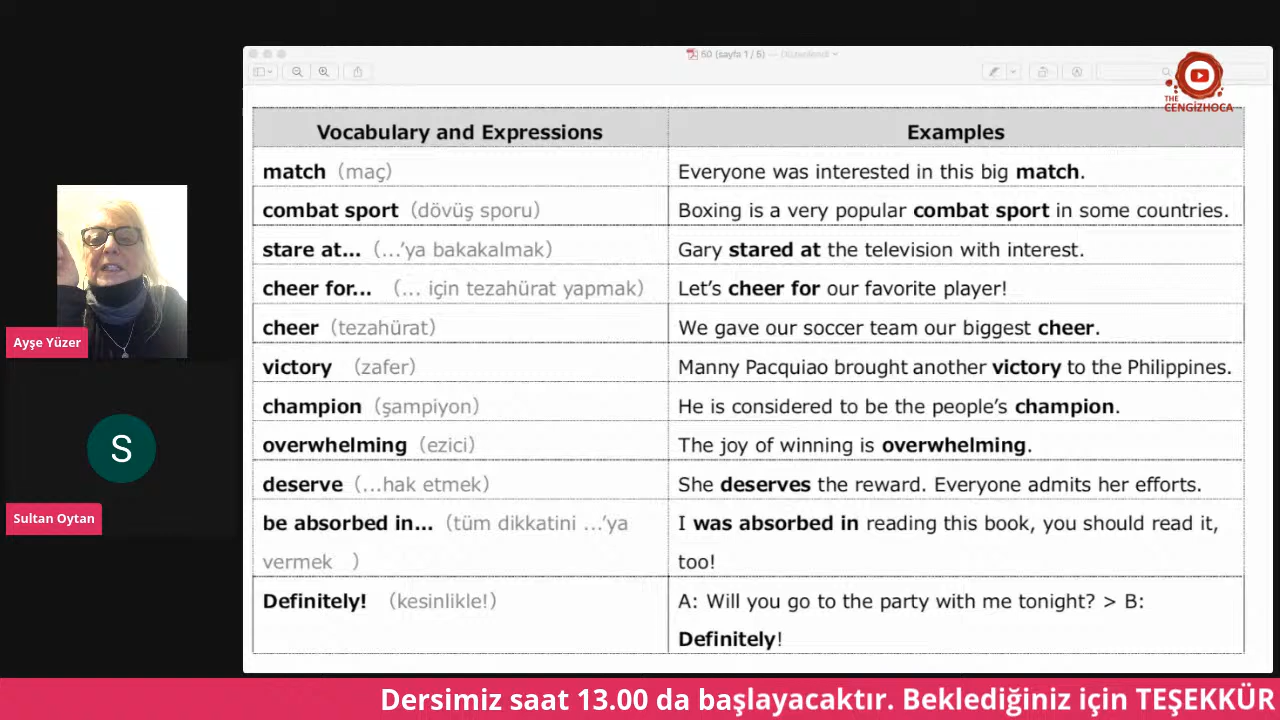 50 (sayfa 1 / 5) — Düzenlendi
THE
CENGİZHOCA
Vocabulary and Expressions Examples
match (maç) Everyone was interested in this big match.
combat sport (dövüş sporu) Boxing is a very popular combat sport in some countries.
stare at... (...’ya bakakalmak) Gary stared at the television with interest.
cheer for... (... için tezahürat yapmak) Let’s cheer for our favorite player!
cheer (tezahürat) We gave our soccer team our biggest cheer.
victory (zafer) Manny Pacquiao brought another victory to the Philippines.
champion (şampiyon) He is considered to be the people’s champion.
overwhelming (ezici) The joy of winning is overwhelming.
deserve (...hak etmek) She deserves the reward. Everyone admits her efforts.
be absorbed in... (tüm dikkatini ...’ya I was absorbed in reading this book, you should read it,
vermek ) too!
Definitely! (kesinlikle!) A: Will you go to the party with me tonight? > B:
Definitely!
Ayşe Yüzer
S
Sultan Oytan
Dersimiz saat 13.00 da başlayacaktır. Beklediğiniz için TEŞEKKÜR